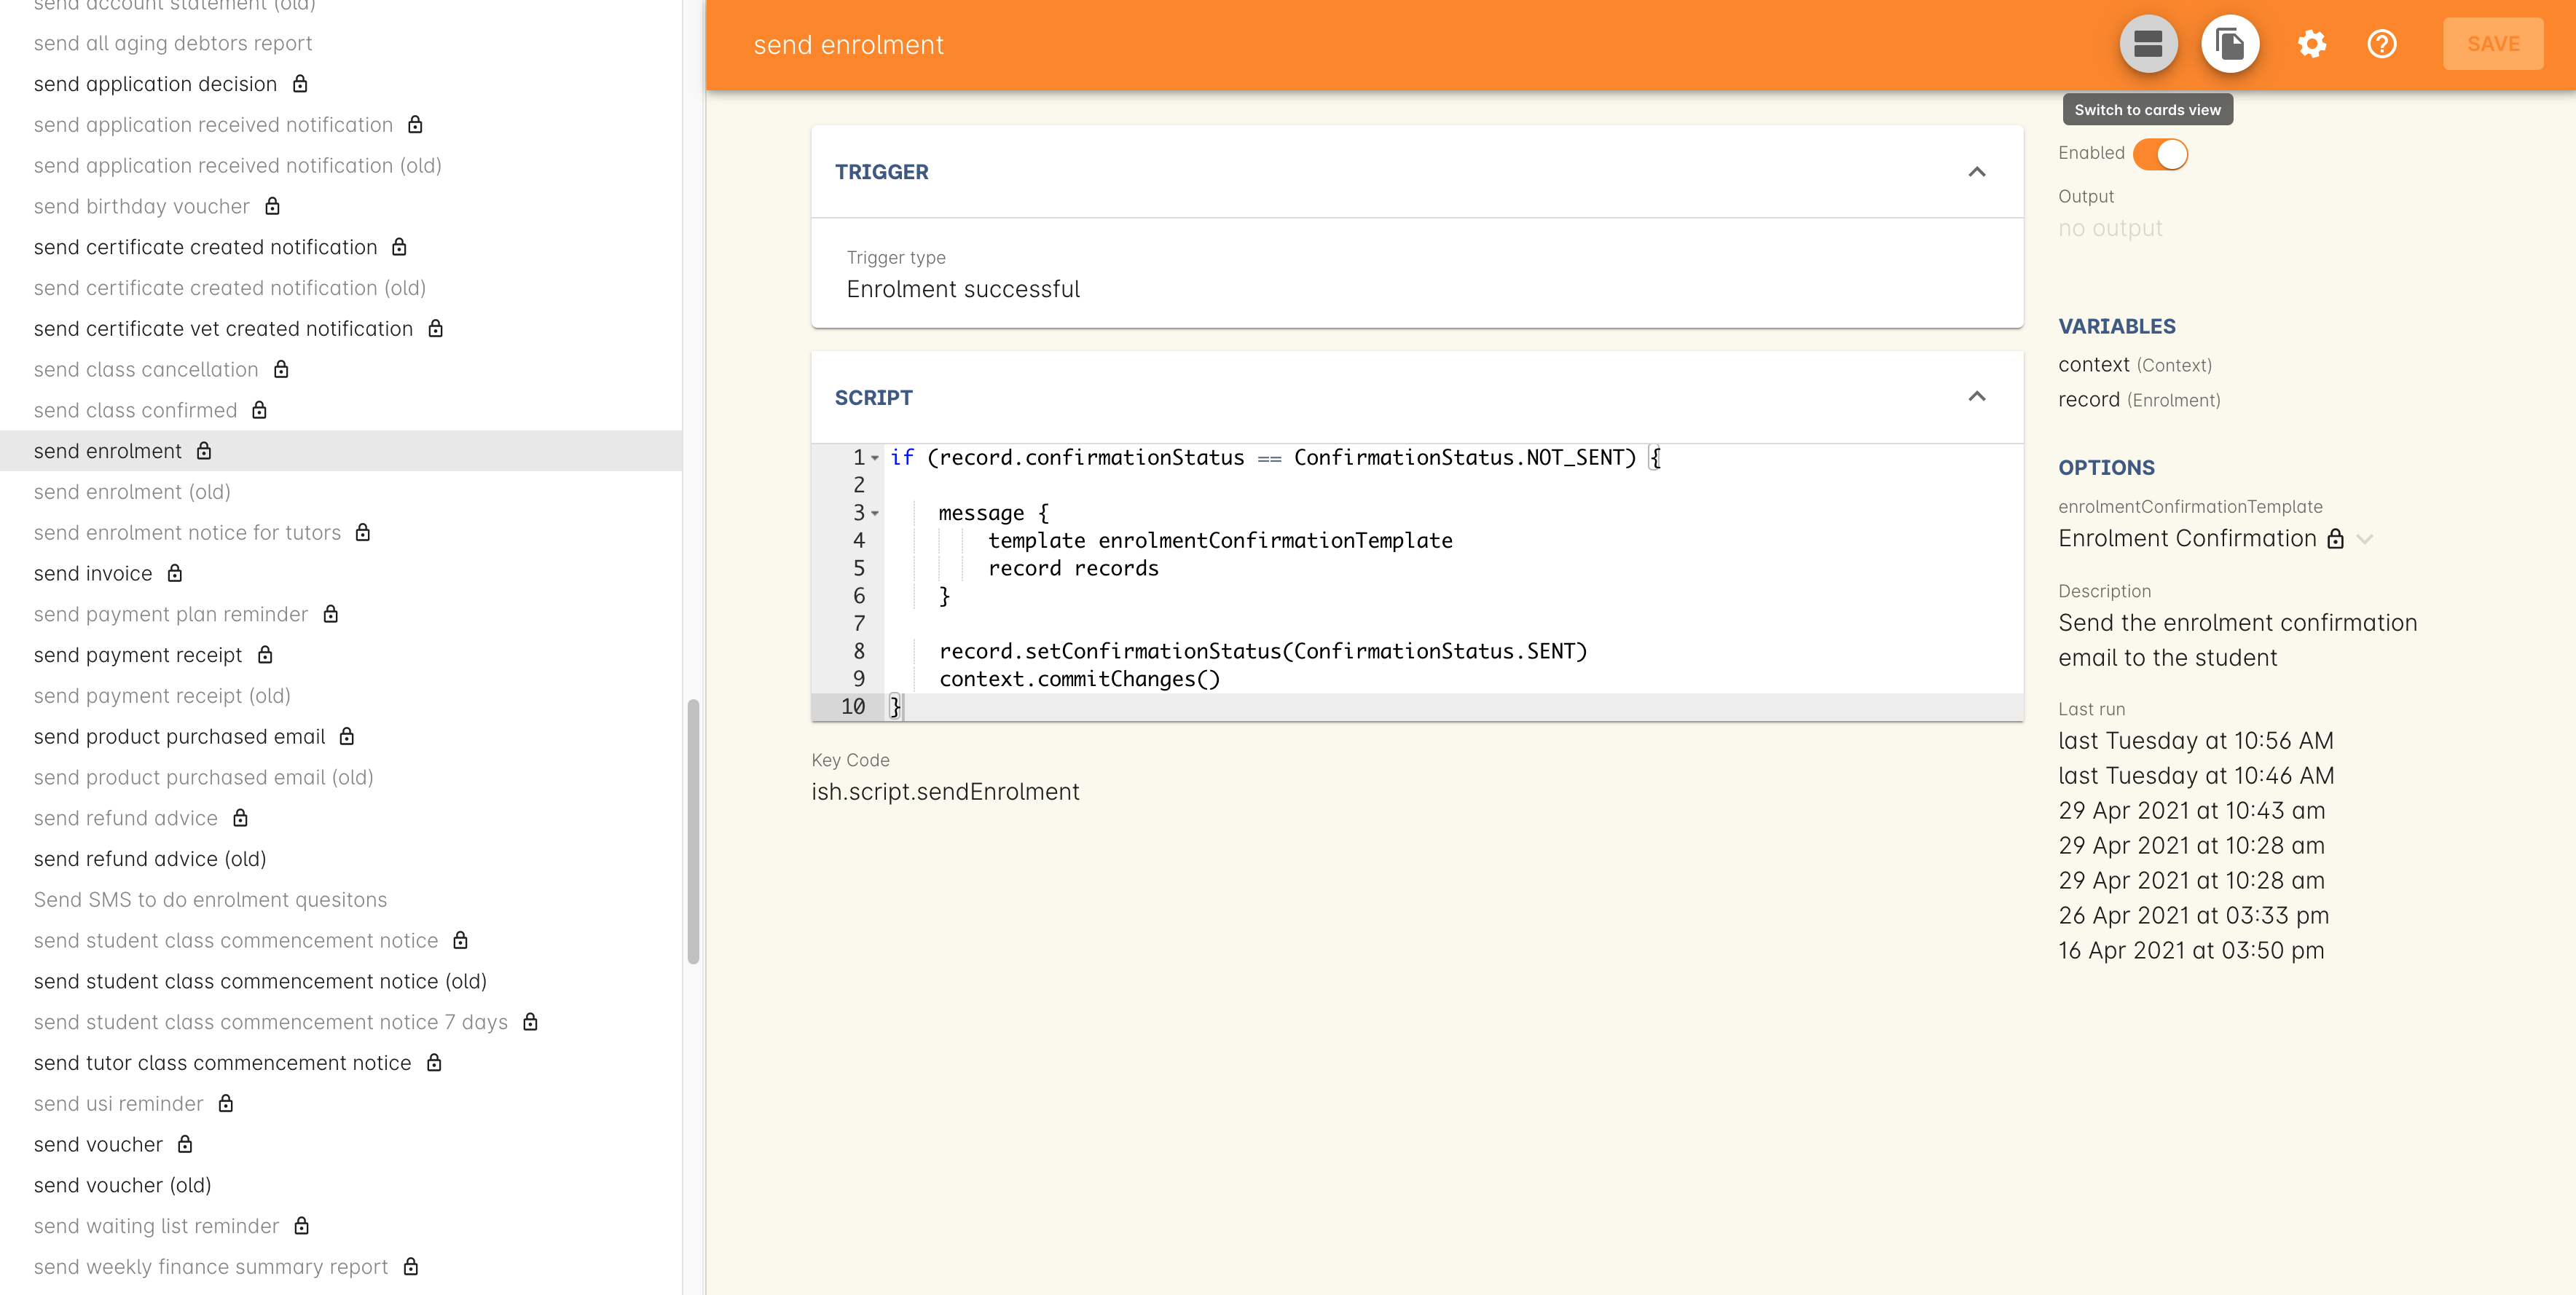 send account statement (old)
send all aging debtors report
send application decision
send application received notification
send application received notification (old)
send birthday voucher
send certificate created notification
send certificate created notification (old)
send certificate vet created notification
send class cancellation
send class confirmed
send enrolment
send enrolment (old)
send enrolment notice for tutors
send invoice
send payment plan reminder
send payment receipt
send payment receipt (old)
send product purchased email
send product purchased email (old)
send refund advice
send refund advice (old)
Send SMS to do enrolment quesitons
send student class commencement notice
send student class commencement notice (old)
send student class commencement notice 7 days
send tutor class commencement notice
send usi reminder
send voucher
send voucher (old)
send waiting list reminder
send weekly finance summary report
send enrolment
SAVE
Switch to cards view
TRIGGER
Trigger type
Enrolment successful
SCRIPT
1 if (record.confirmationStatus == ConfirmationStatus.NOT_SENT) {
2
3 message {
4 template enrolmentConfirmationTemplate
5 record records
6 }
7
8 record.setConfirmationStatus(ConfirmationStatus.SENT)
9 context.commitChanges()
10 }
Key Code
ish.script.sendEnrolment
Enabled
Output
no output
VARIABLES
context (Context)
record (Enrolment)
OPTIONS
enrolmentConfirmationTemplate
Enrolment Confirmation
Description
Send the enrolment confirmation
email to the student
Last run
last Tuesday at 10:56 AM
last Tuesday at 10:46 AM
29 Apr 2021 at 10:43 am
29 Apr 2021 at 10:28 am
29 Apr 2021 at 10:28 am
26 Apr 2021 at 03:33 pm
16 Apr 2021 at 03:50 pm